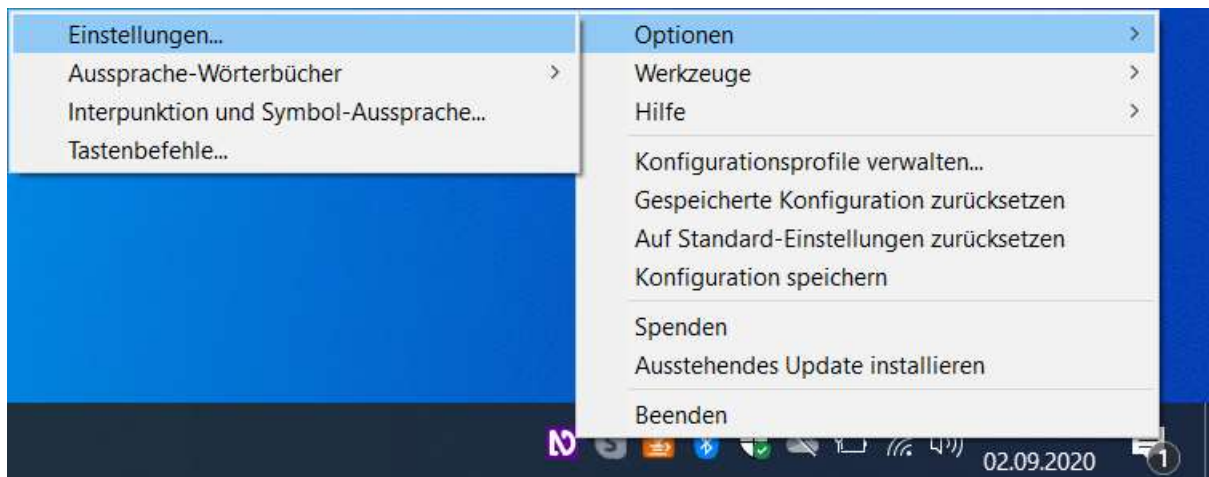 Einstellungen...
Aussprache-Wörterbücher
Interpunktion und Symbol-Aussprache...
Tastenbefehle...
Optionen
Werkzeuge
Hilfe
Konfigurationsprofile verwalten...
Gespeicherte Konfiguration zurücksetzen
Auf Standard-Einstellungen zurücksetzen
Konfiguration speichern
Spenden
Ausstehendes Update installieren
Beenden
02.09.2020
1